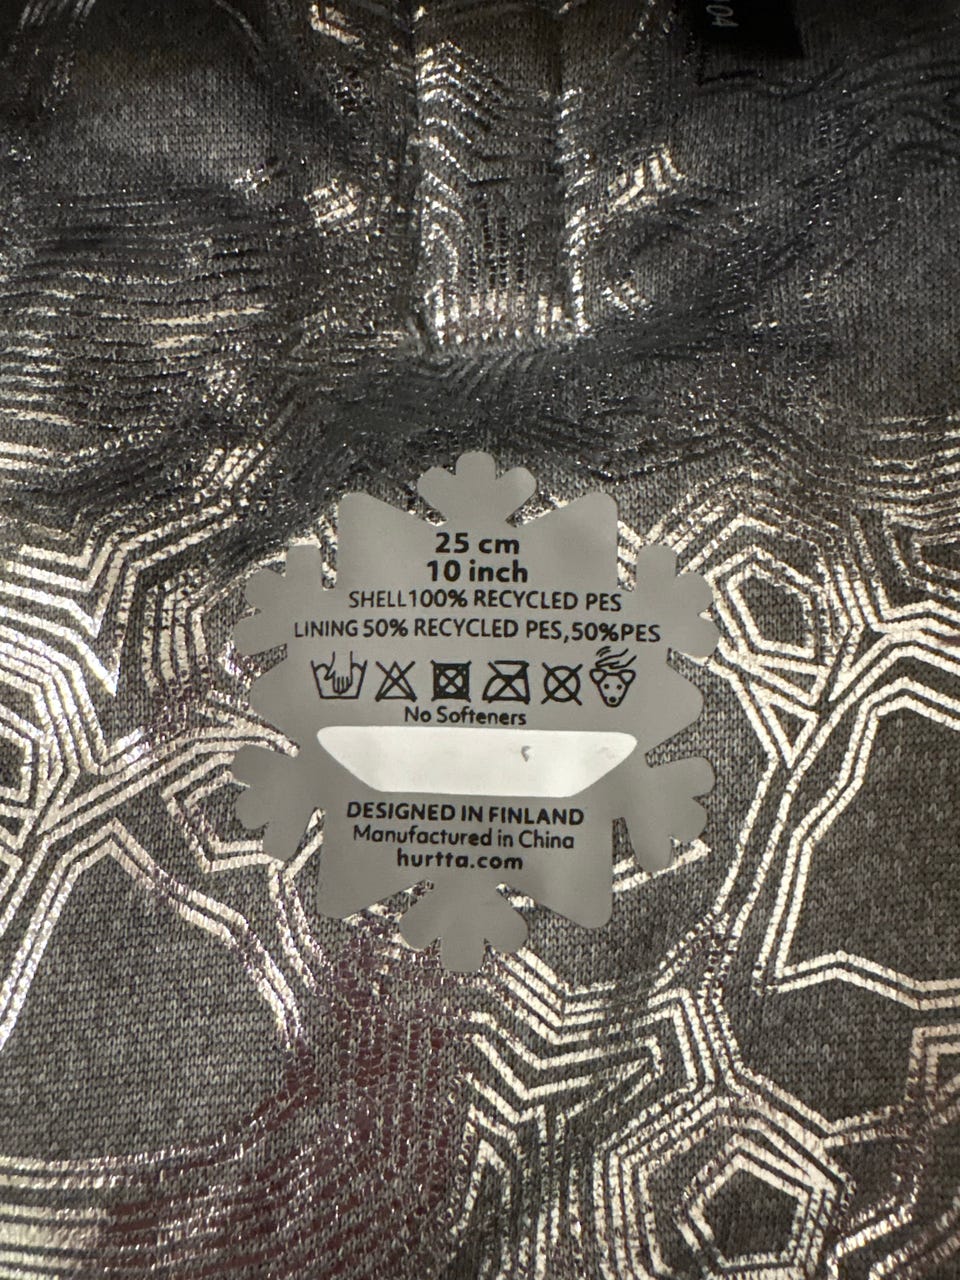 04
25 cm
10 inch
SHELL100% RECYCLED PES
LINING 50% RECYCLED PES,50%PES
No Softeners
DESIGNED IN FINLAND
Manufactured in China
hurtta.com